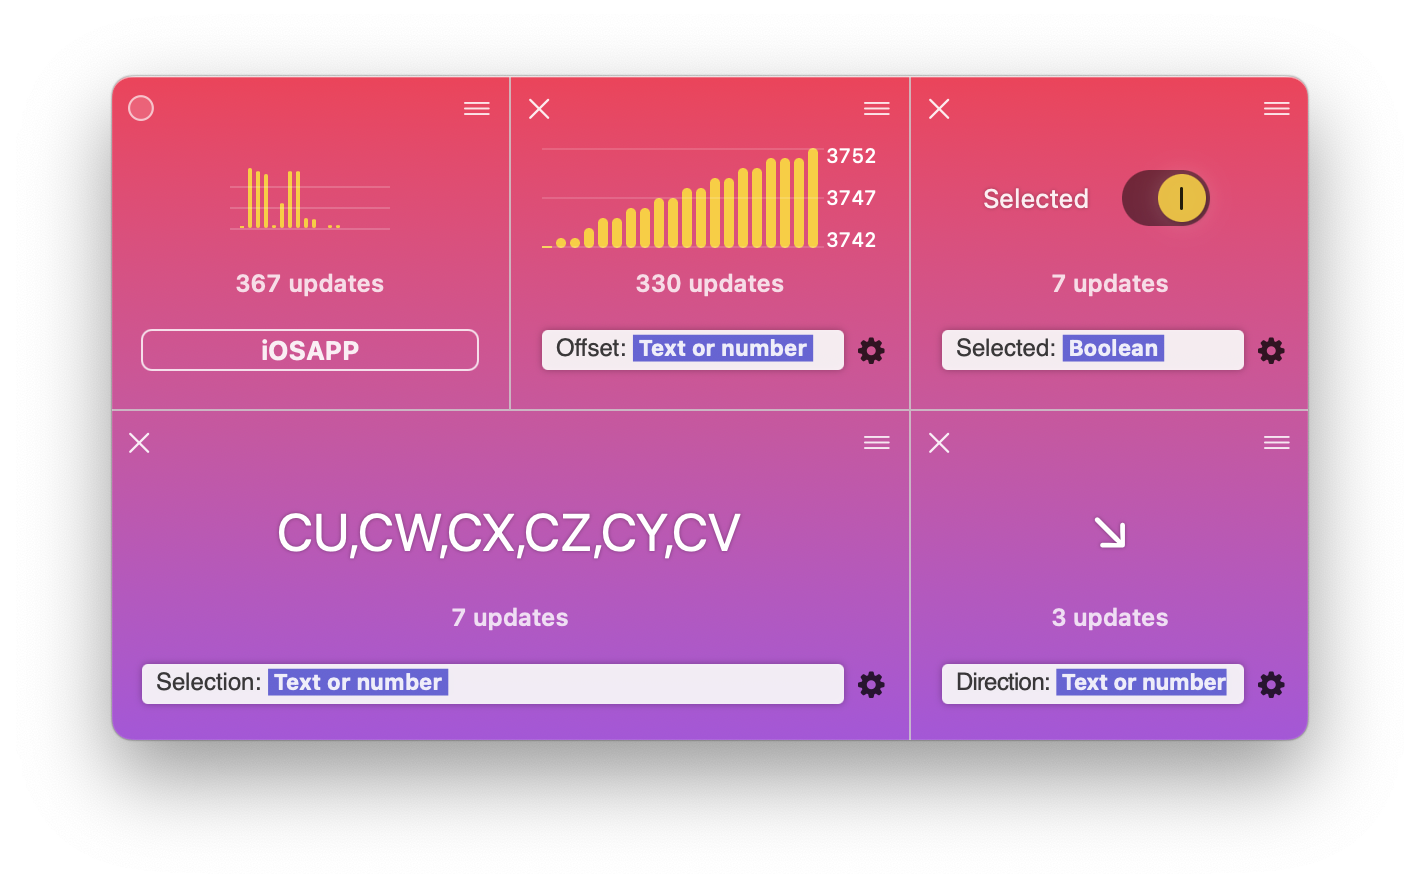 367 updates
iOSAPP
3752
3747
3742
330 updates
Offset: Text or number
Selected
7 updates
Selected: Boolean
CU,CW,CX,CZ,CY,CV
7 updates
Selection: Text or number
3 updates
Direction: Text or number